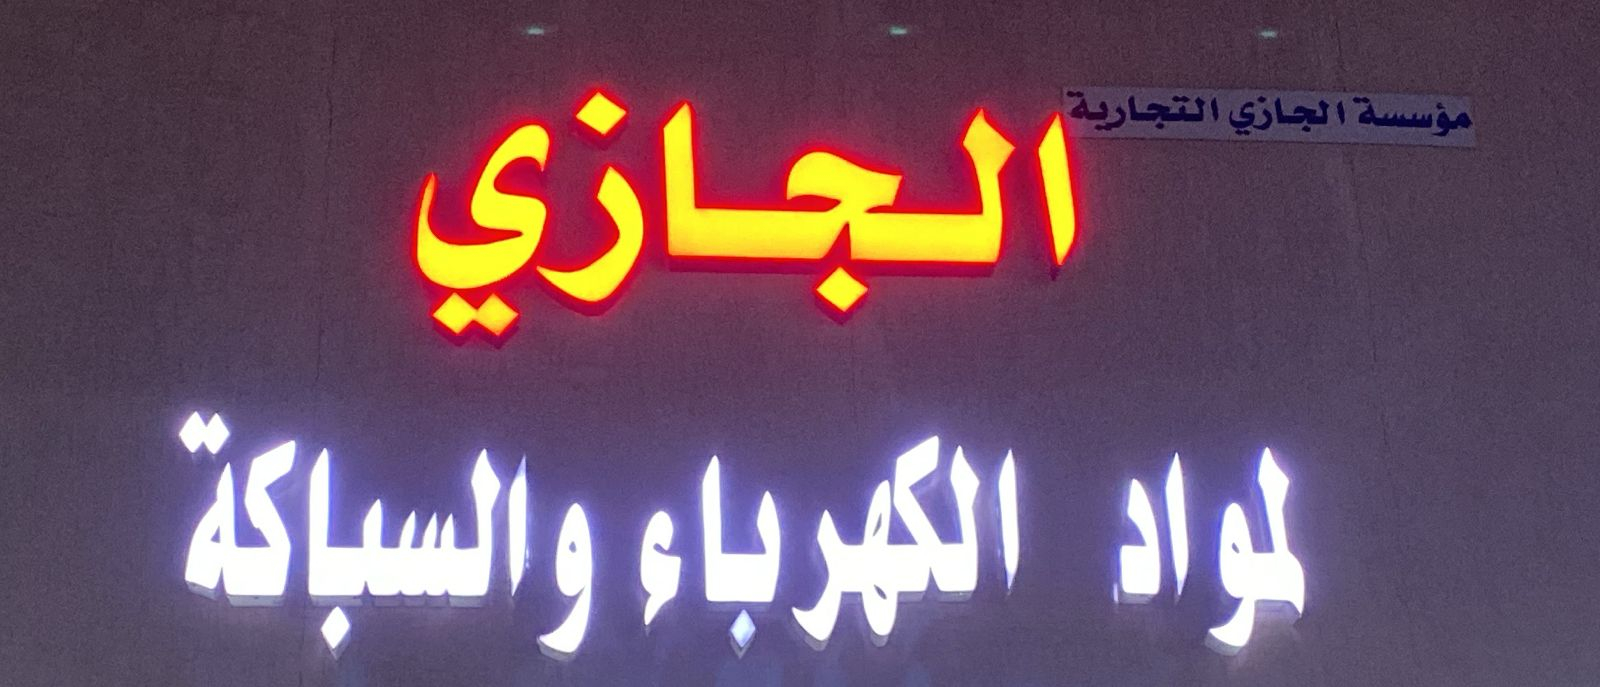 مؤسسة الجازي التجارية
الجازي
لمواد الكهرباء والسباكة